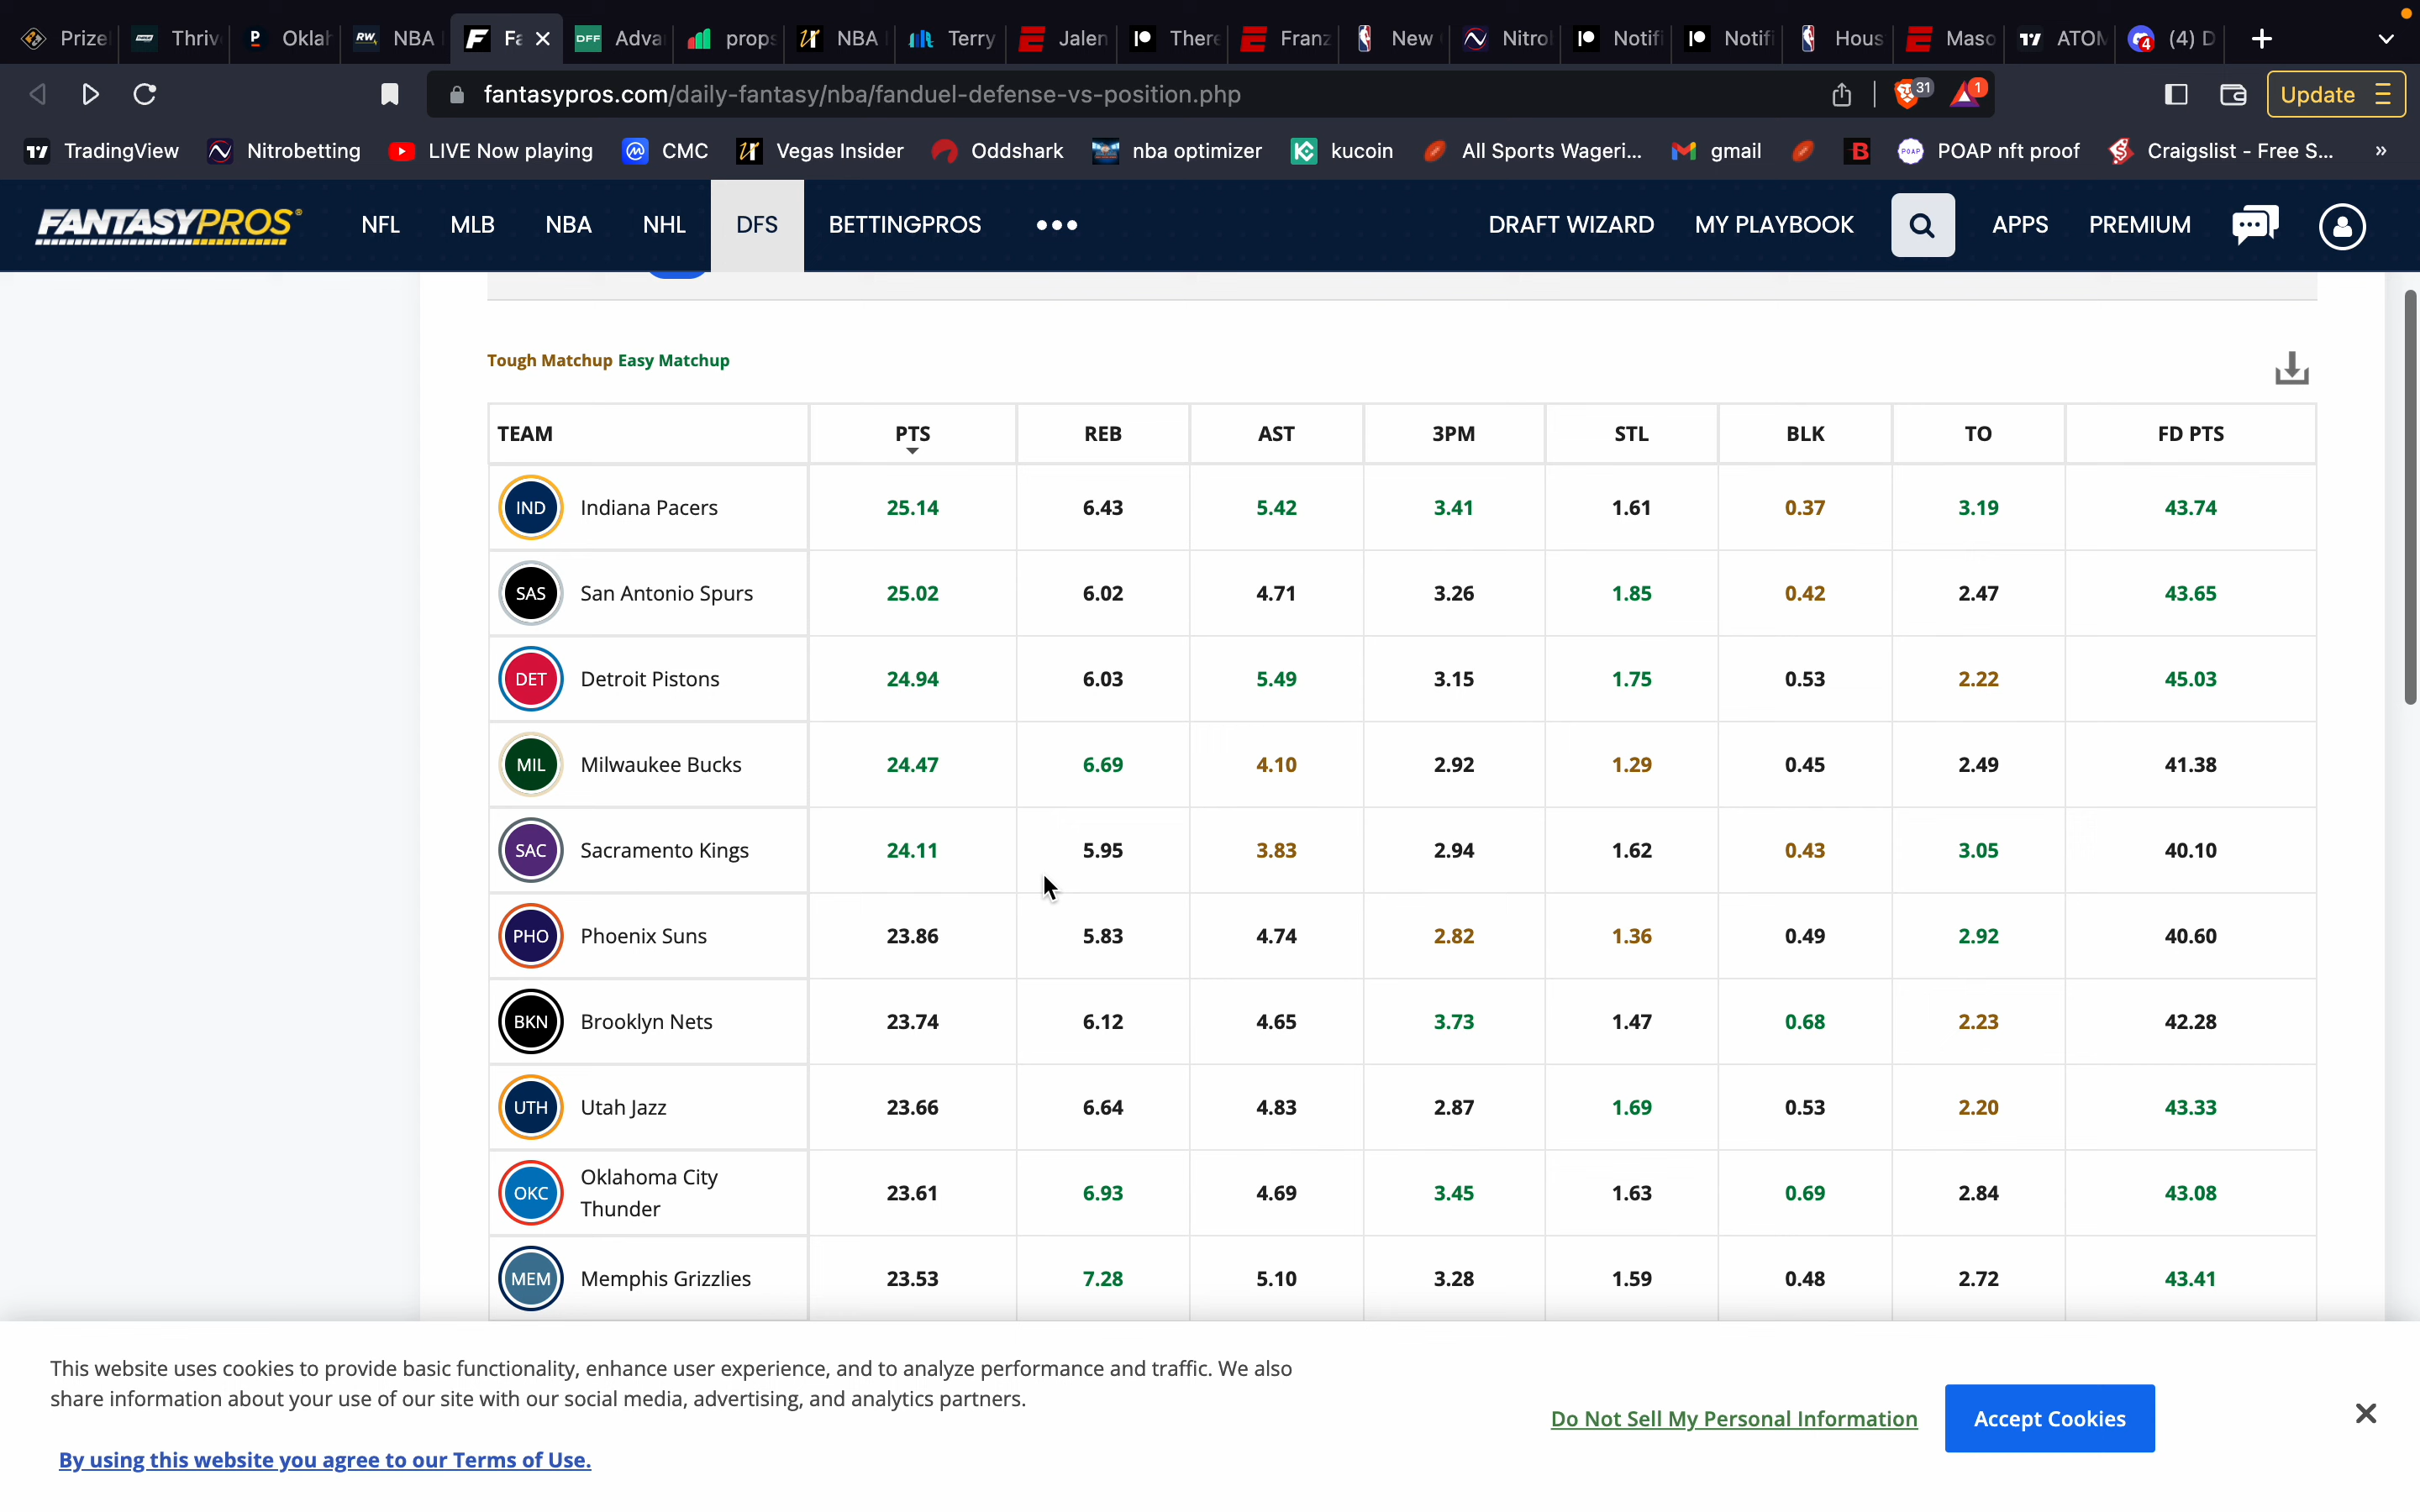 Prize Thriv Oklah NBA Fa Adva props NBA Terry Jalen There Franz New Nitrol Notifi Notifi Hous Maso ATOM (4) D
fantasypros.com/daily-fantasy/nba/fanduel-defense-vs-position.php 31 1 Update
TradingView Nitrobetting LIVE Now playing CMC Vegas Insider Oddshark nba optimizer kucoin All Sports Wageri... gmail POAP nft proof Craigslist - Free S... »
FANTASYPROS NFL MLB NBA NHL DFS BETTINGPROS DRAFT WIZARD MY PLAYBOOK APPS PREMIUM
Tough Matchup Easy Matchup
TEAM PTS REB AST 3PM STL BLK TO FD PTS
IND Indiana Pacers 25.14 6.43 5.42 3.41 1.61 0.37 3.19 43.74
SAS San Antonio Spurs 25.02 6.02 4.71 3.26 1.85 0.42 2.47 43.65
DET Detroit Pistons 24.94 6.03 5.49 3.15 1.75 0.53 2.22 45.03
MIL Milwaukee Bucks 24.47 6.69 4.10 2.92 1.29 0.45 2.49 41.38
SAC Sacramento Kings 24.11 5.95 3.83 2.94 1.62 0.43 3.05 40.10
PHO Phoenix Suns 23.86 5.83 4.74 2.82 1.36 0.49 2.92 40.60
BKN Brooklyn Nets 23.74 6.12 4.65 3.73 1.47 0.68 2.23 42.28
UTH Utah Jazz 23.66 6.64 4.83 2.87 1.69 0.53 2.20 43.33
OKC Oklahoma City Thunder 23.61 6.93 4.69 3.45 1.63 0.69 2.84 43.08
MEM Memphis Grizzlies 23.53 7.28 5.10 3.28 1.59 0.48 2.72 43.41
This website uses cookies to provide basic functionality, enhance user experience, and to analyze performance and traffic. We also
share information about your use of our site with our social media, advertising, and analytics partners.
Do Not Sell My Personal Information Accept Cookies
By using this website you agree to our Terms of Use.